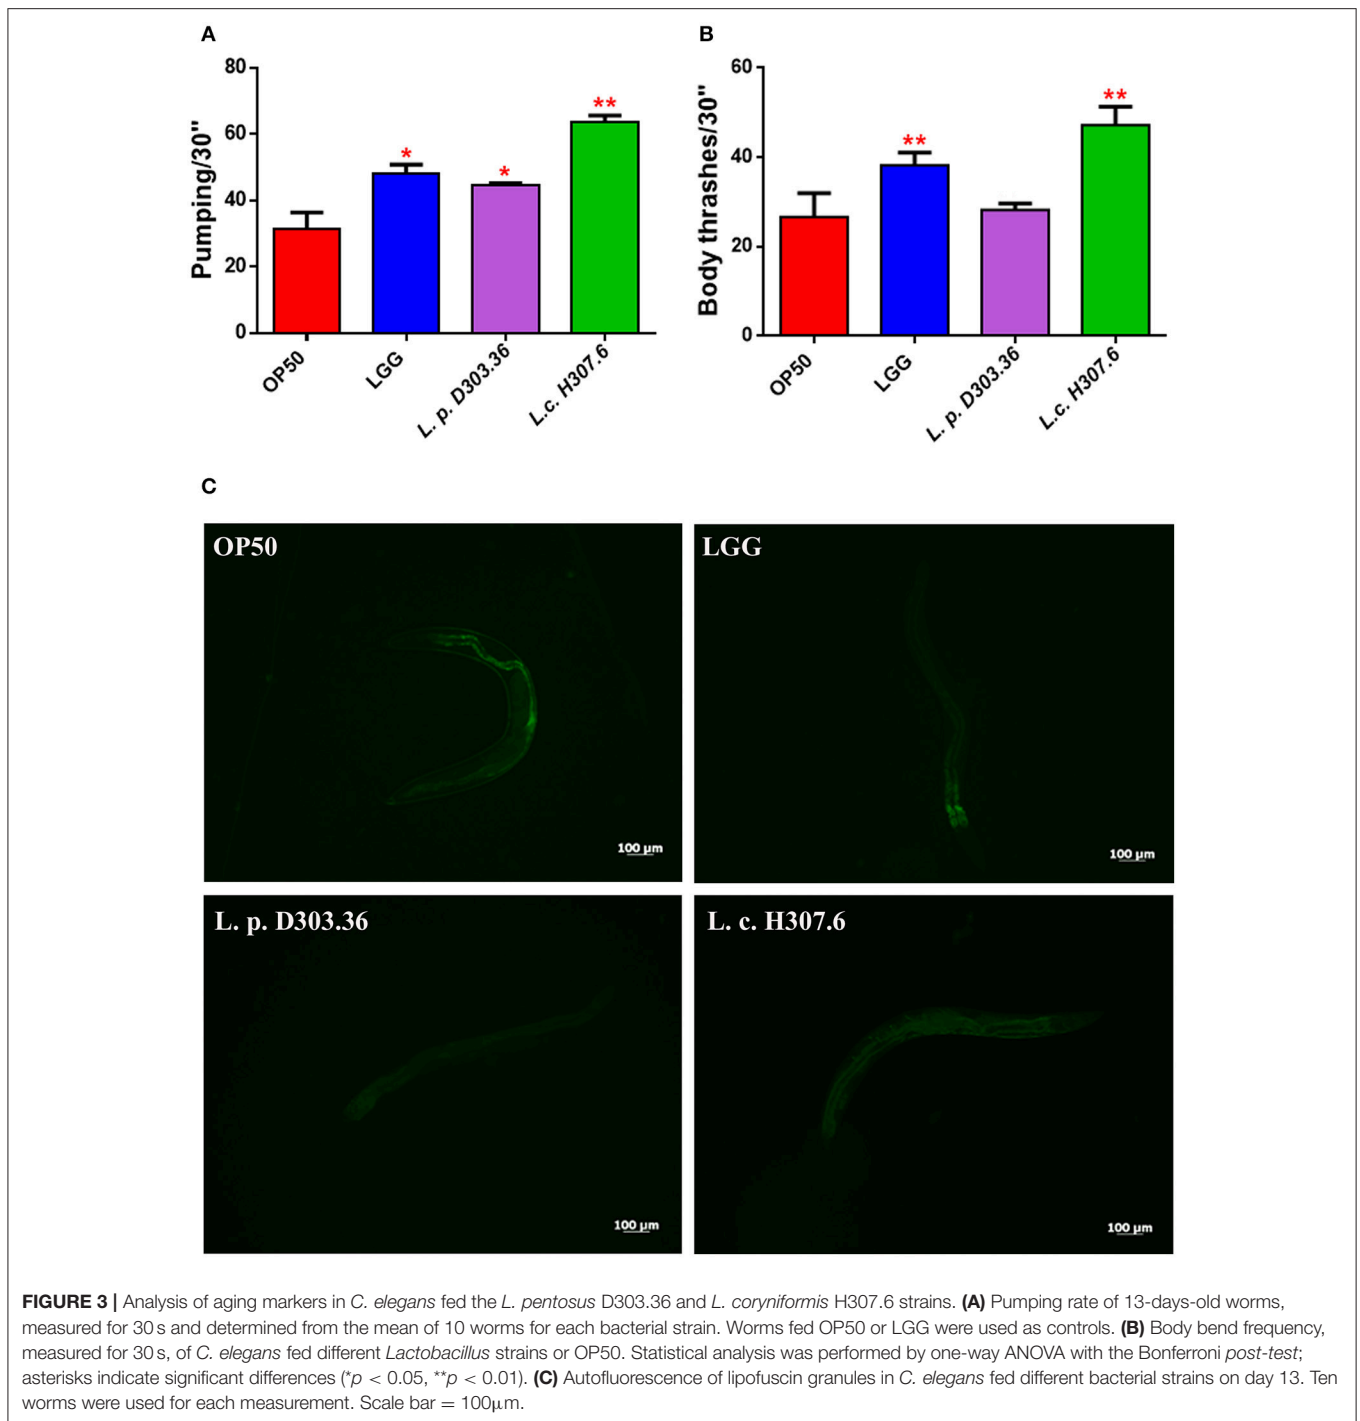 A
Pumping/30"
80
60
40
20
0
*
*
**
OP50
LGG
L. p. D303.36
L.c. H307.6
B
Body thrashes/30"
60
40
20
0
**
**
OP50
LGG
L. p. D303.36
L.c. H307.6
C
OP50
100 µm
LGG
100 µm
L. p. D303.36
100 µm
L. c. H307.6
100 µm
FIGURE 3 | Analysis of aging markers in C. elegans fed the L. pentosus D303.36 and L. coryniformis H307.6 strains. (A) Pumping rate of 13-days-old worms,
measured for 30 s and determined from the mean of 10 worms for each bacterial strain. Worms fed OP50 or LGG were used as controls. (B) Body bend frequency,
measured for 30 s, of C. elegans fed different Lactobacillus strains or OP50. Statistical analysis was performed by one-way ANOVA with the Bonferroni post-test;
asterisks indicate significant differences (*p < 0.05, **p < 0.01). (C) Autofluorescence of lipofuscin granules in C. elegans fed different bacterial strains on day 13. Ten
worms were used for each measurement. Scale bar = 100µm.